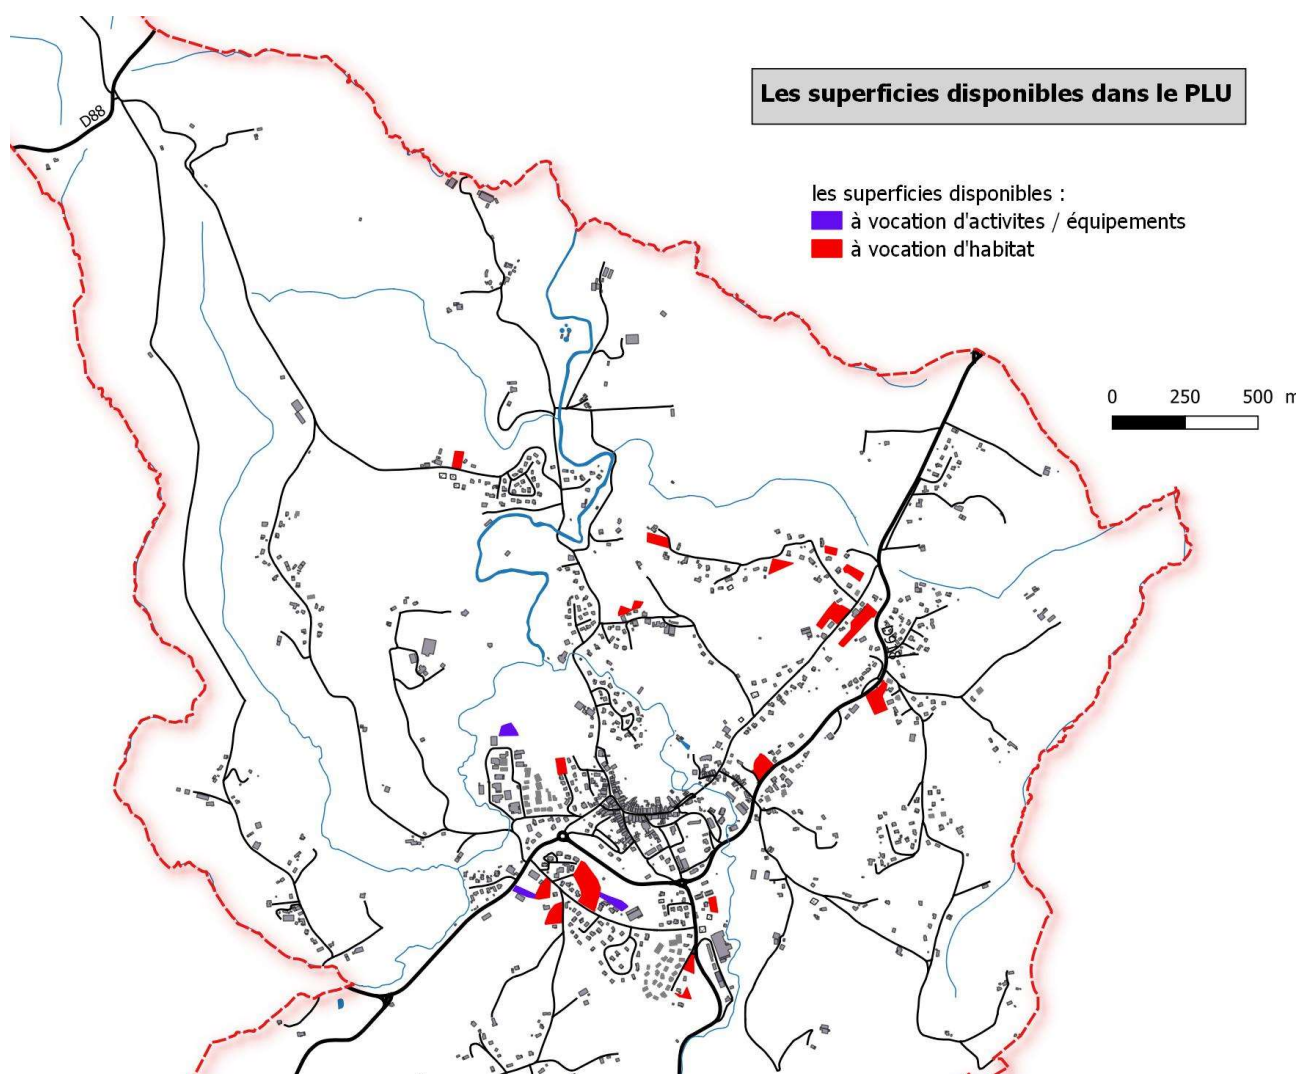 Les superficies disponibles dans le PLU
D88
les superficies disponibles :
à vocation d'activites / équipements
à vocation d'habitat
0 250 500 m